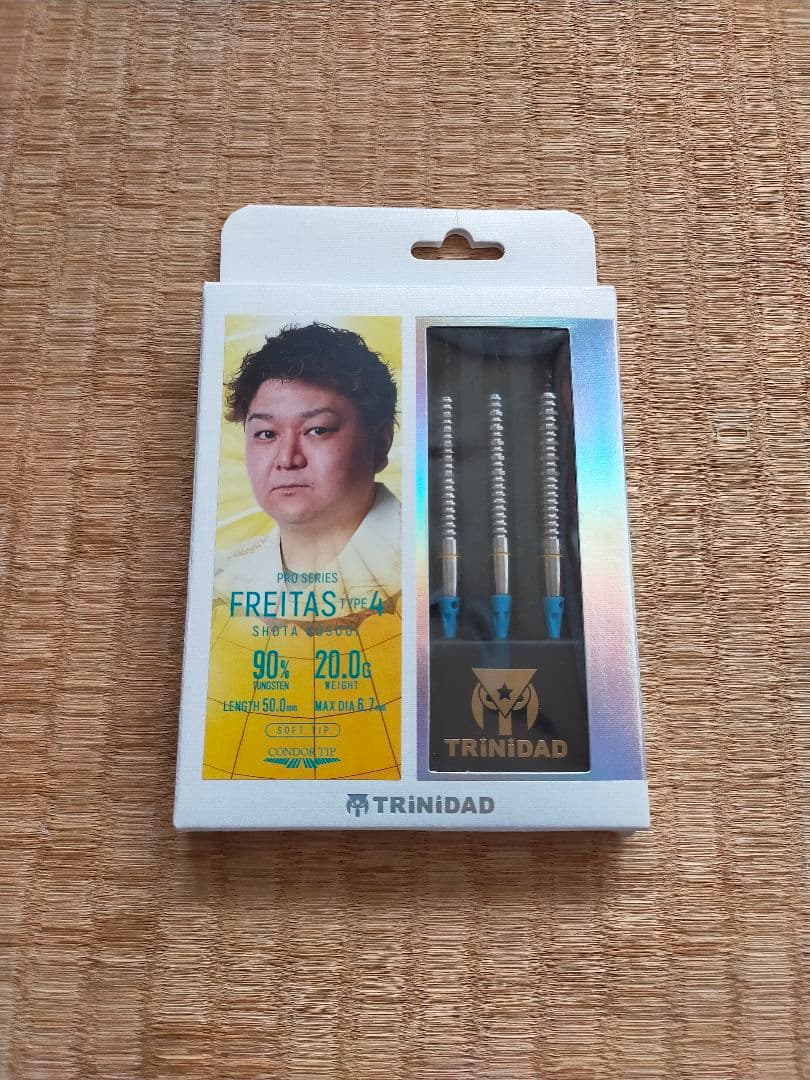 PRO SERIES
FREITAS TYPE 4
SHOTA
90% 20.0G
TUNGSTEN WEIGHT
LENGTH 50.0mm MAX DIA 6.7mm
SOFT TIP
CONDOR TIP
TRiNiDAD
TRiNiDAD